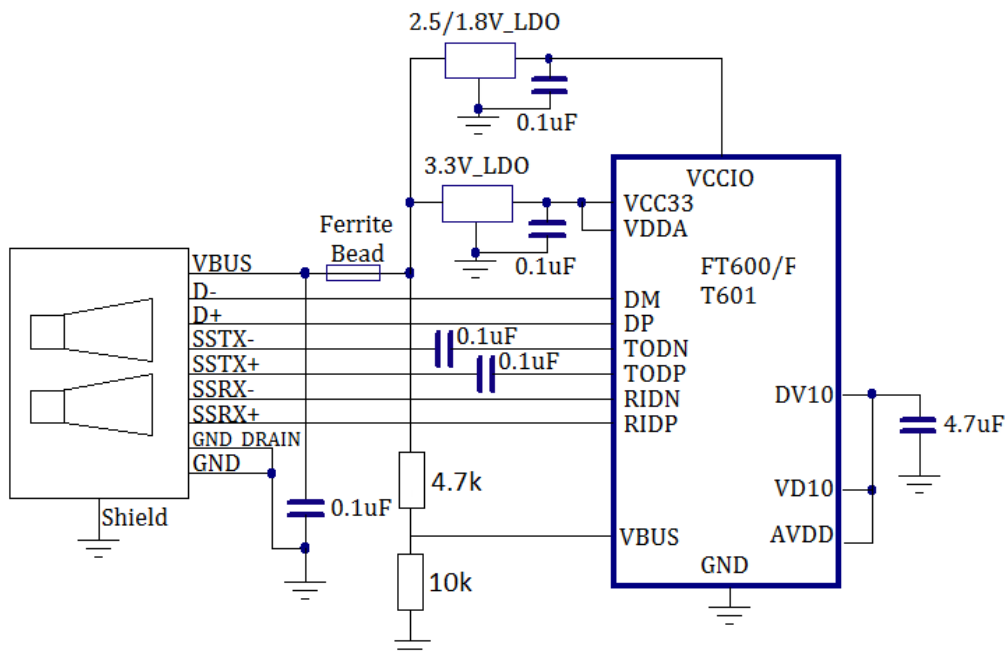 2.5/1.8V_LDO
0.1uF
3.3V_LDO
0.1uF
VCCIO
VCC33
VDDA
FT600/F
T601
Ferrite
Bead
VBUS
D-
D+
SSTX-
SSTX+
SSRX-
SSRX+
GND_DRAIN
GND
Shield
0.1uF
0.1uF
0.1uF
4.7k
10k
DM
DP
TODN
TODP
RIDN
RIDP
VBUS
GND
DV10
VD10
AVDD
4.7uF